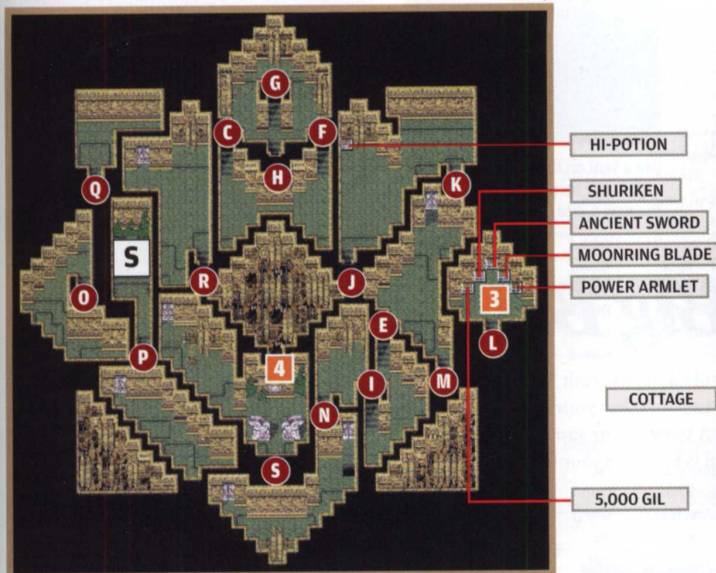 G
C
F
HI-POTION
H
K
Q
SHURIKEN
ANCIENT SWORD
S
MOONRING BLADE
O
R
J
3
POWER ARMLET
E
L
P
4
I
M
COTTAGE
N
S
5,000 GIL